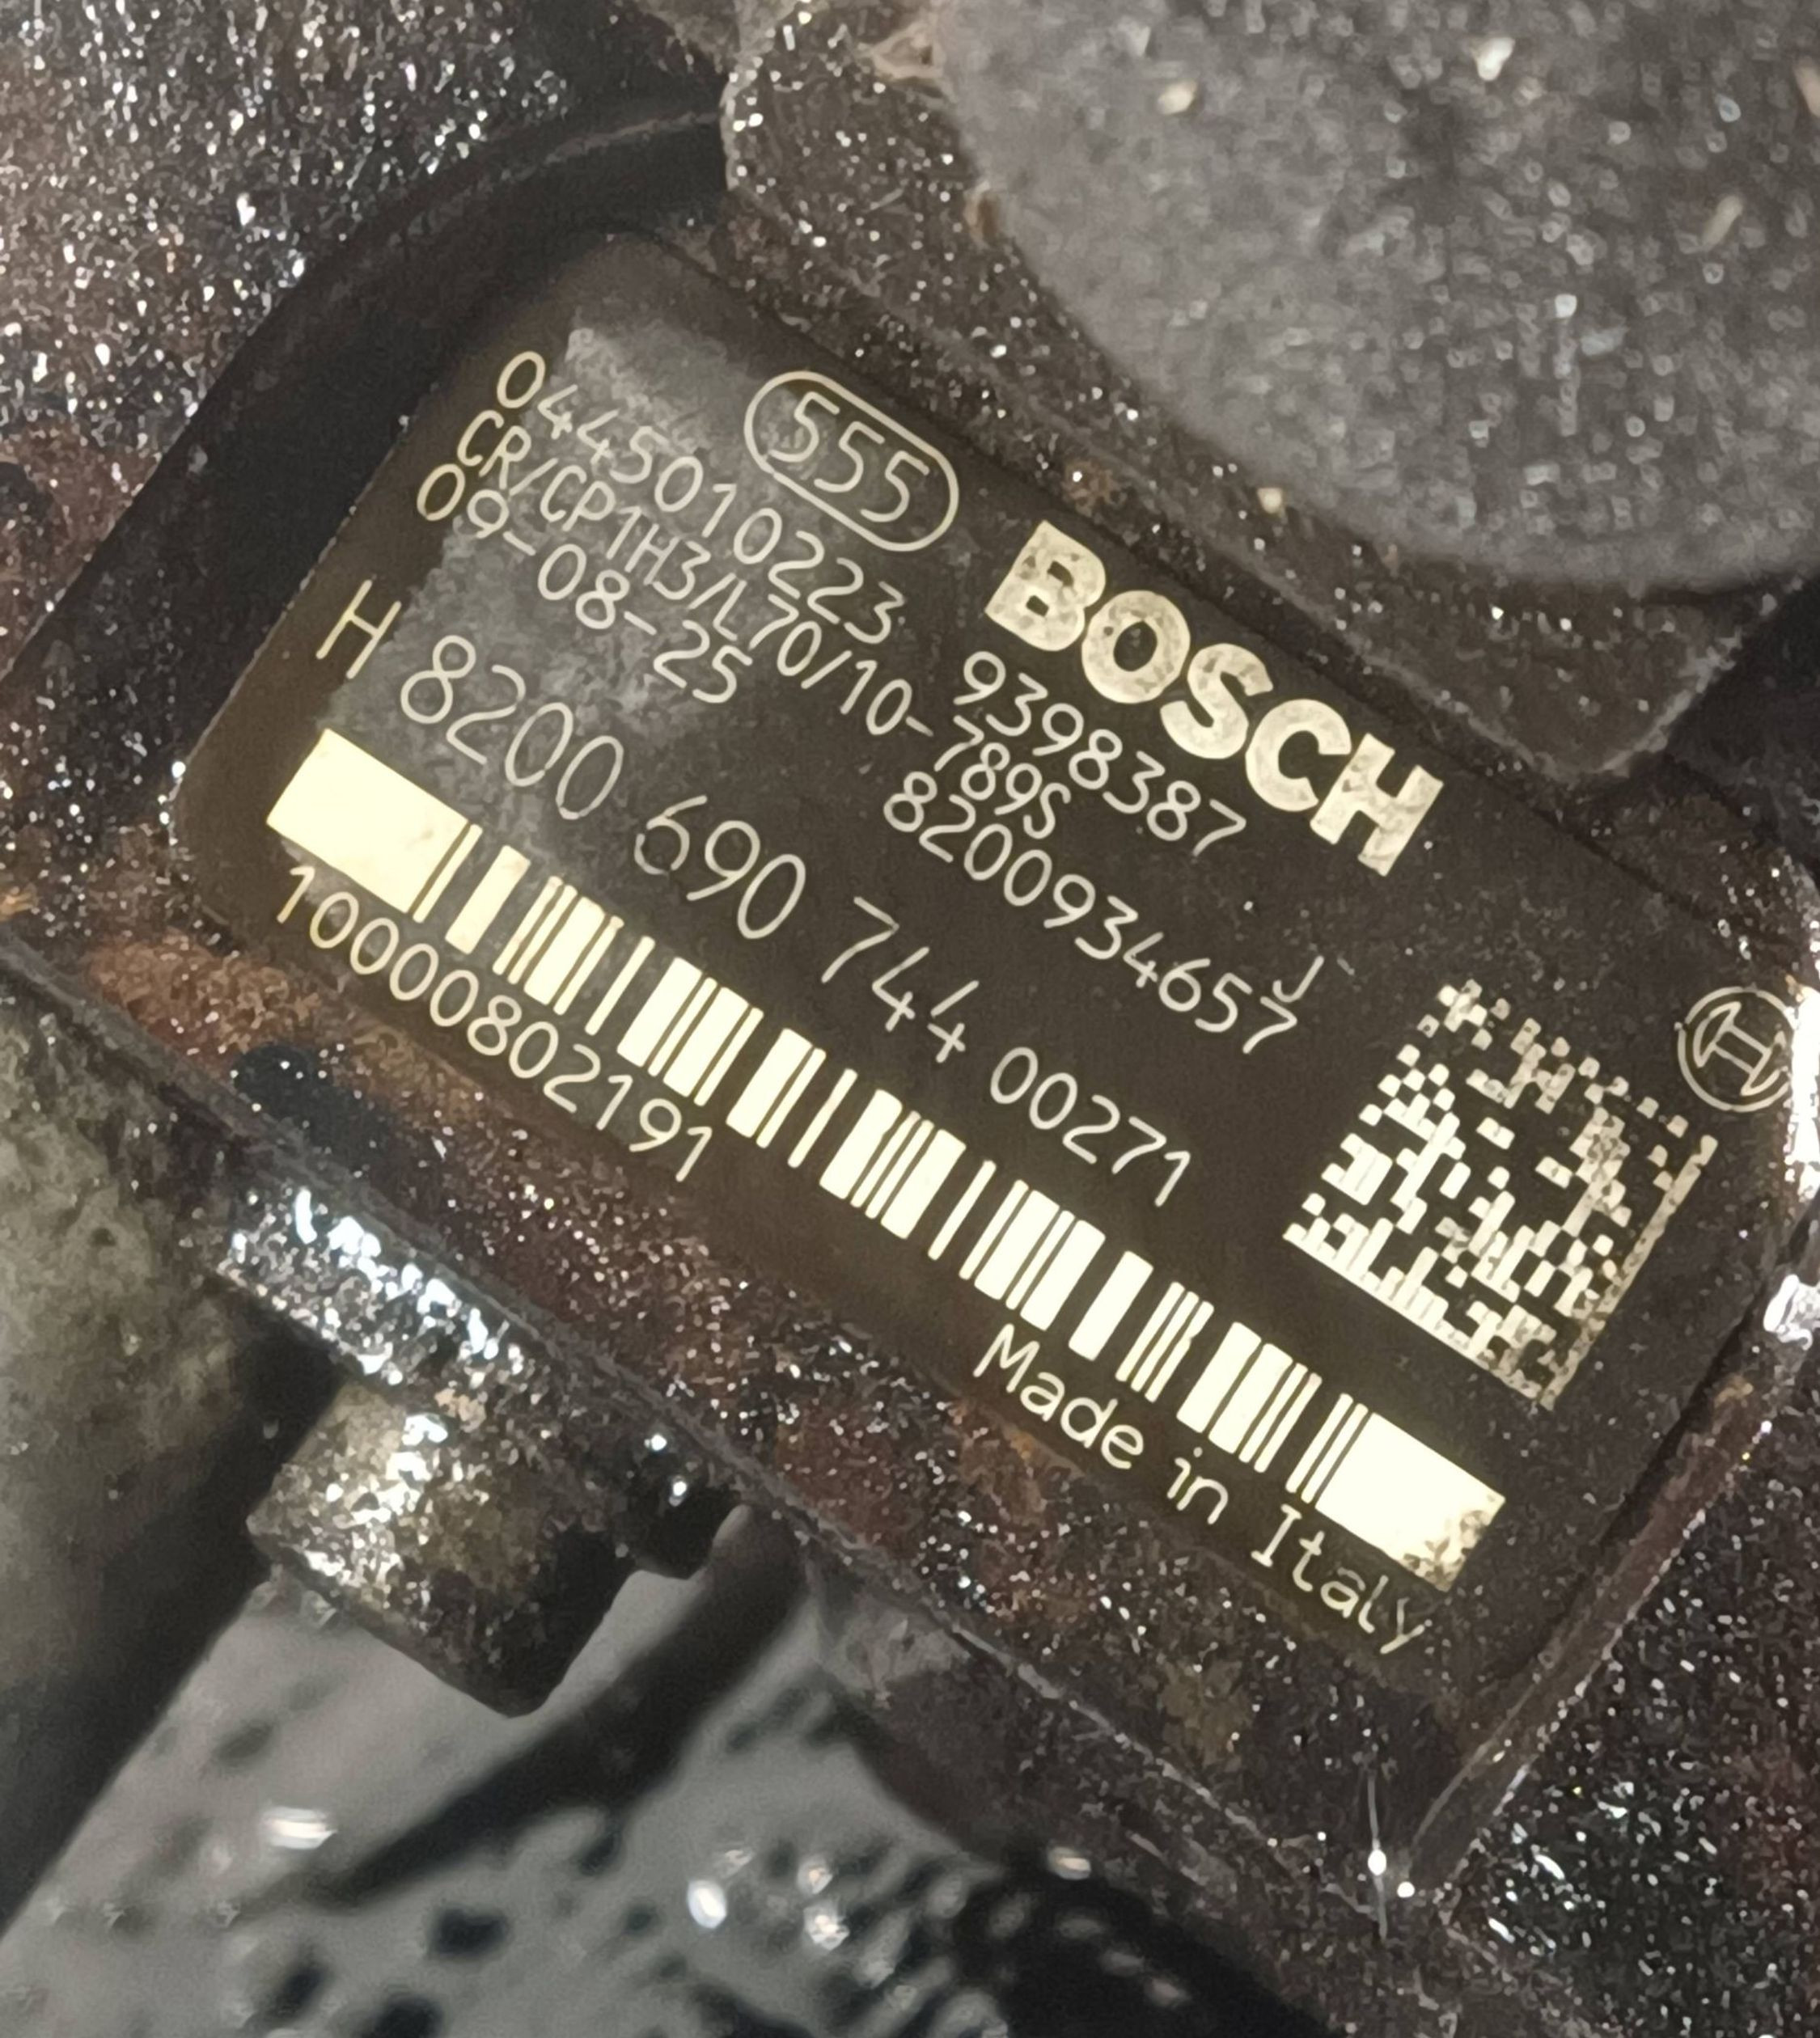 555
BOSCH
0445010223 9398387
CR/CP1H3/L70/10-789S
09-08-25 8200934657
J
H 8200 690 744 00271
1000802191
Made in Italy